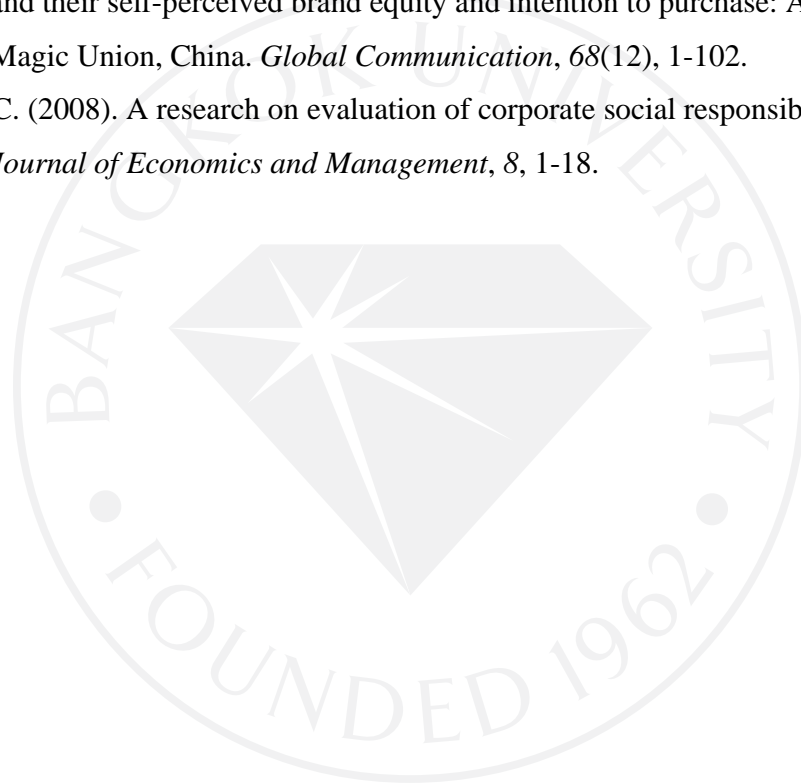 and their self-perceived brand equity and intention to purchase: A
Magic Union, China. Global Communication, 68(12), 1-102.
C. (2008). A research on evaluation of corporate social responsib
Journal of Economics and Management, 8, 1-18.
BANGKOK UNIVERSITY
• FOUNDED 1962 •